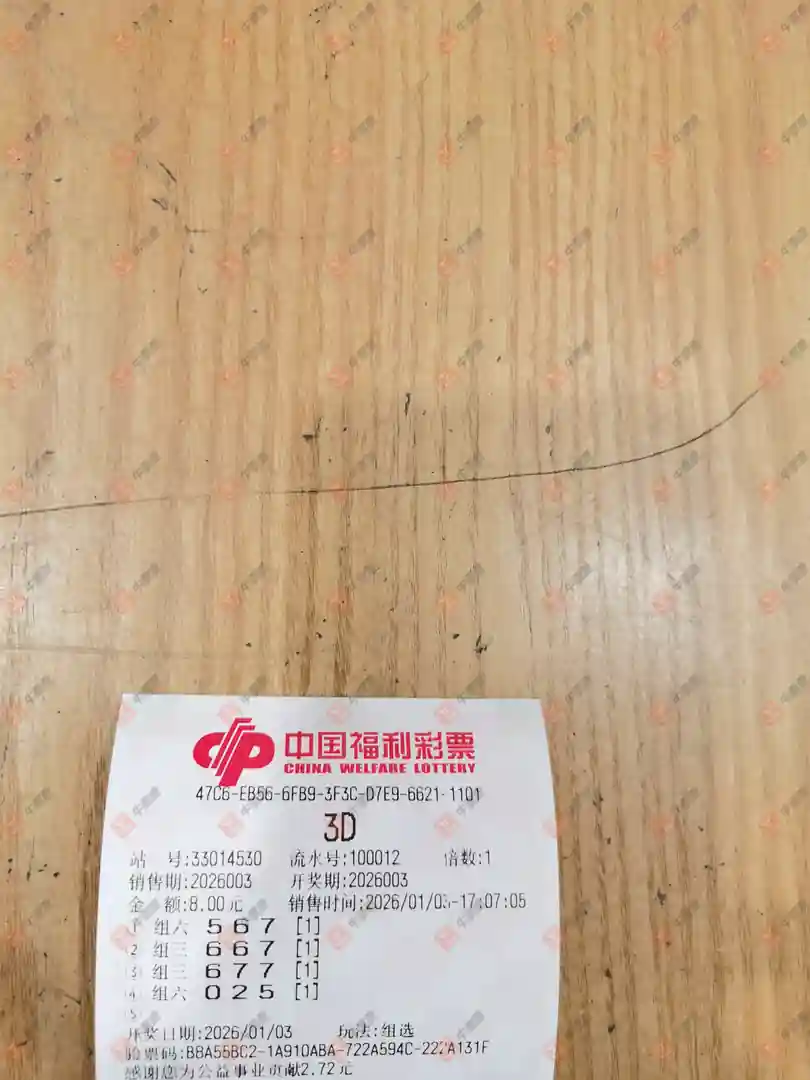 中国福利彩票
CHINA WELFARE LOTTERY
47C6-EB56-6FB9-3F3C-D7E9-6621-1101
3D
站 号:33014530 流水号:100012 倍数:1
销售期:2026003 开奖期:2026003
金 额:8.00元 销售时间:2026/01/03-17:07:05
1 组六 5 6 7 [1]
2 组三 6 6 7 [1]
3 组三 6 7 7 [1]
4 组六 0 2 5 [1]
5
开奖日期:2026/01/03 玩法:组选
验票码:BBA55BC2-1A910ABA-722A594C-222A131F
感谢您为公益事业贡献2.72元